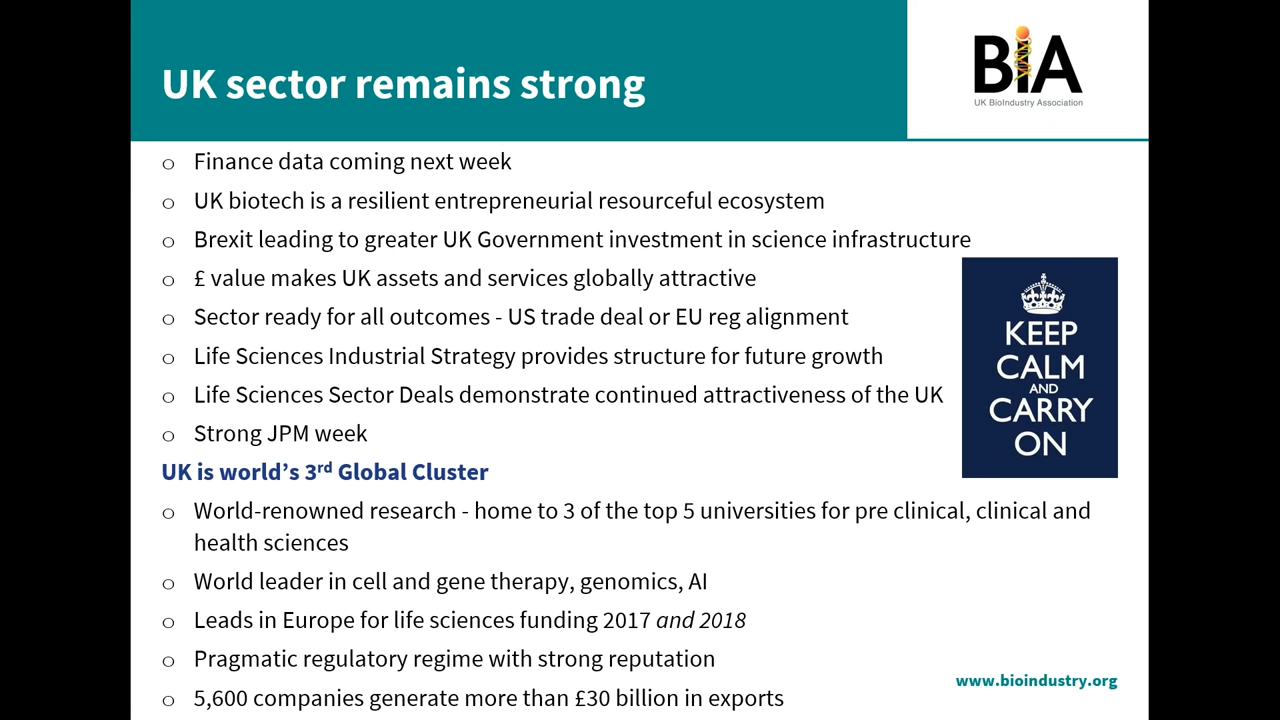 UK sector remains strong
BiA
UK BioIndustry Association
o Finance data coming next week
o UK biotech is a resilient entrepreneurial resourceful ecosystem
o Brexit leading to greater UK Government investment in science infrastructure
o £ value makes UK assets and services globally attractive
o Sector ready for all outcomes - US trade deal or EU reg alignment
o Life Sciences Industrial Strategy provides structure for future growth
o Life Sciences Sector Deals demonstrate continued attractiveness of the UK
o Strong JPM week
KEEP
CALM
AND
CARRY
ON
UK is world’s 3rd Global Cluster
o World-renowned research - home to 3 of the top 5 universities for pre clinical, clinical and
health sciences
o World leader in cell and gene therapy, genomics, AI
o Leads in Europe for life sciences funding 2017 and 2018
o Pragmatic regulatory regime with strong reputation
o 5,600 companies generate more than £30 billion in exports
www.bioindustry.org